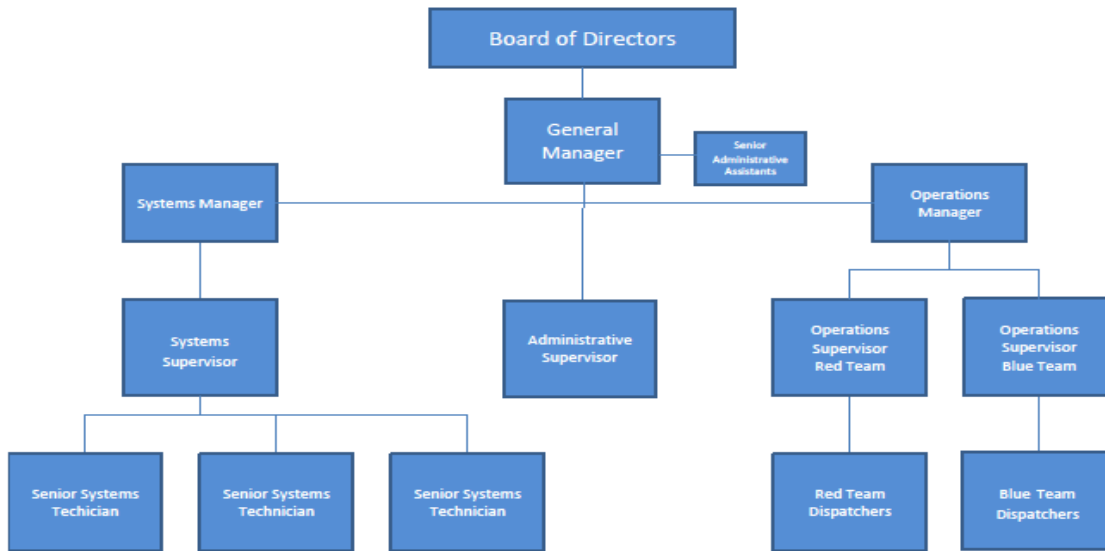 Board of Directors
General
Manager
Senior
Administrative
Assistants
Systems Manager
Operations
Manager
Systems
Supervisor
Administrative
Supervisor
Operations
Supervisor
Red Team
Operations
Supervisor
Blue Team
Senior Systems
Techician
Senior Systems
Technician
Senior Systems
Technician
Red Team
Dispatchers
Blue Team
Dispatchers